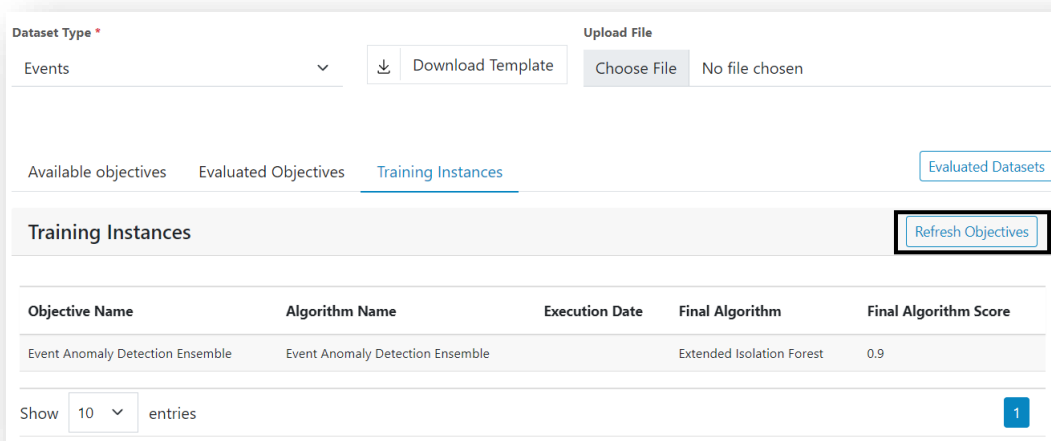 Dataset Type *
Upload File
Events
Download Template
Choose File No file chosen
Available objectives Evaluated Objectives Training Instances
Evaluated Datasets
Training Instances
Refresh Objectives
Objective Name Algorithm Name Execution Date Final Algorithm Final Algorithm Score
Event Anomaly Detection Ensemble Event Anomaly Detection Ensemble Extended Isolation Forest 0.9
Show 10 entries
1